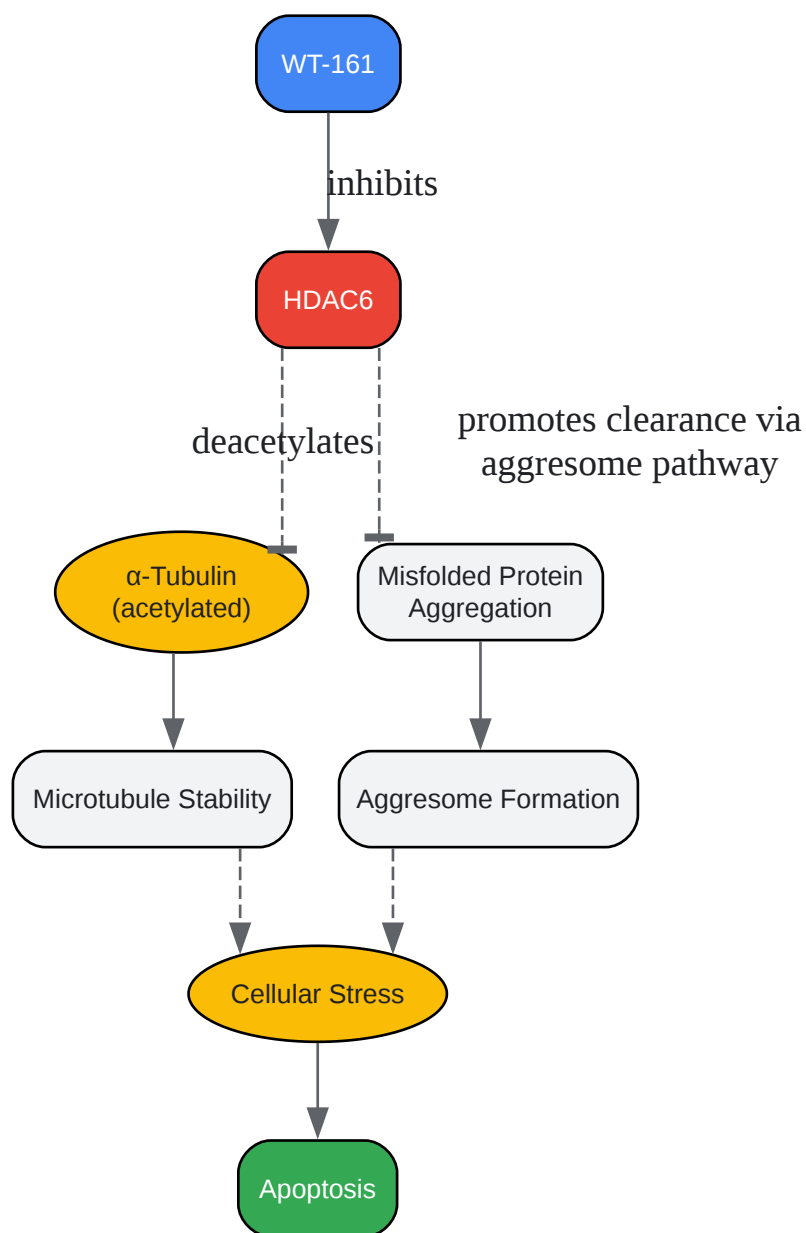 WT-161
inhibits
HDAC6
deacetylates
promotes clearance via
aggresome pathway
α-Tubulin
(acetylated)
Misfolded Protein
Aggregation
Microtubule Stability
Aggresome Formation
Cellular Stress
Apoptosis